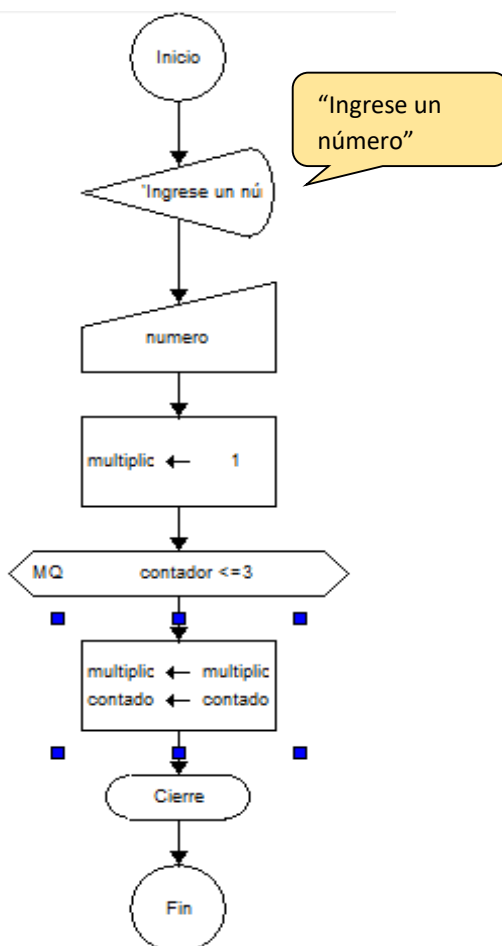 Inicio
“Ingrese un
número”
"Ingrese un nú
numero
multiplic ← 1
MQ contador <=3
multiplic ← multiplic
contado ← contado
Cierre
Fin